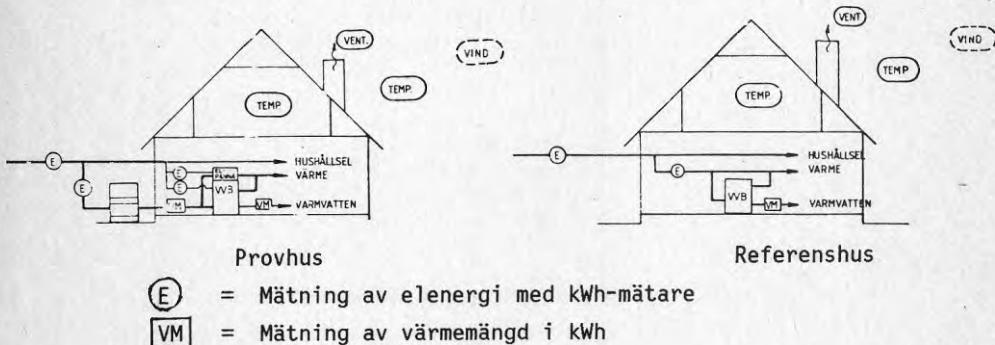 VENT.
VIND
TEMP.
TEMP
E
HUSHÅLLSEL
E
VÄRME
E
E
VVB
VM
VM
VARMVATTEN
Provhus
VENT.
VIND
TEMP
TEMP
E
HUSHÅLLSEL
E
VÄRME
VVB
VM
VARMVATTEN
Referenshus
E = Mätning av elenergi med kWh-mätare
VM = Mätning av värmemängd i kWh